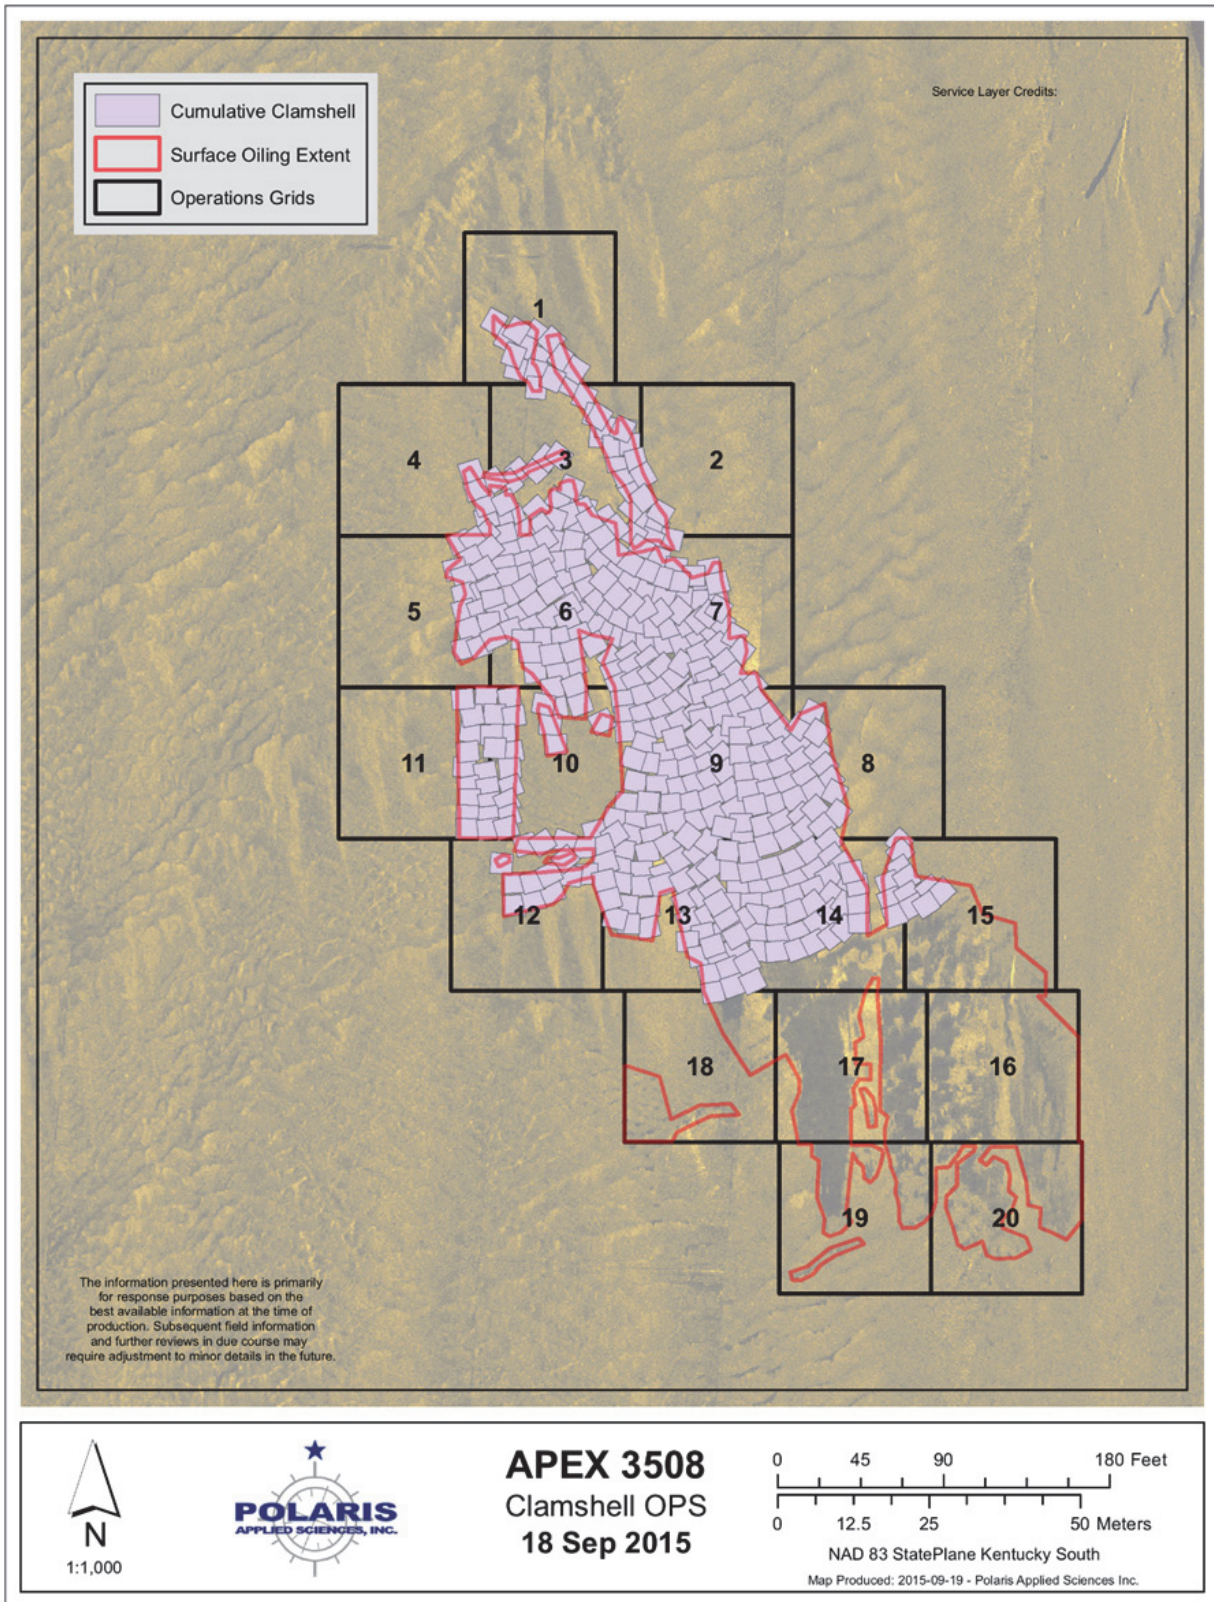 Cumulative Clamshell
Surface Oiling Extent
Operations Grids
Service Layer Credits:
1
4
3
2
5
6
7
11
10
9
8
12
13
14
15
18
17
16
19
20
The information presented here is primarily
for response purposes based on the
best available information at the time of
production. Subsequent field information
and further reviews in due course may
require adjustment to minor details in the future.
N
1:1,000
POLARIS
APPLIED SCIENCES, INC.
APEX 3508
Clamshell OPS
18 Sep 2015
0 45 90 180 Feet
0 12.5 25 50 Meters
NAD 83 StatePlane Kentucky South
Map Produced: 2015-09-19 - Polaris Applied Sciences Inc.